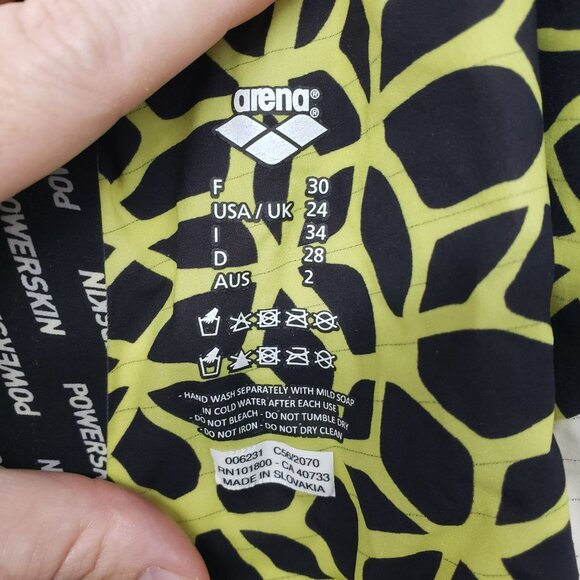 arena®
®
F 30
USA / UK 24
I 34
D 28
AUS 2
- HAND WASH SEPARATELY WITH MILD SOAP
IN COLD WATER AFTER EACH USE
- DO NOT BLEACH - DO NOT TUMBLE DRY
- DO NOT IRON - DO NOT DRY CLEAN
006231 C56/2070
RN101800 - CA 40733
MADE IN SLOVAKIA
POWERSKIN
POWERSKIN
POWERSKIN
POWERSKIN